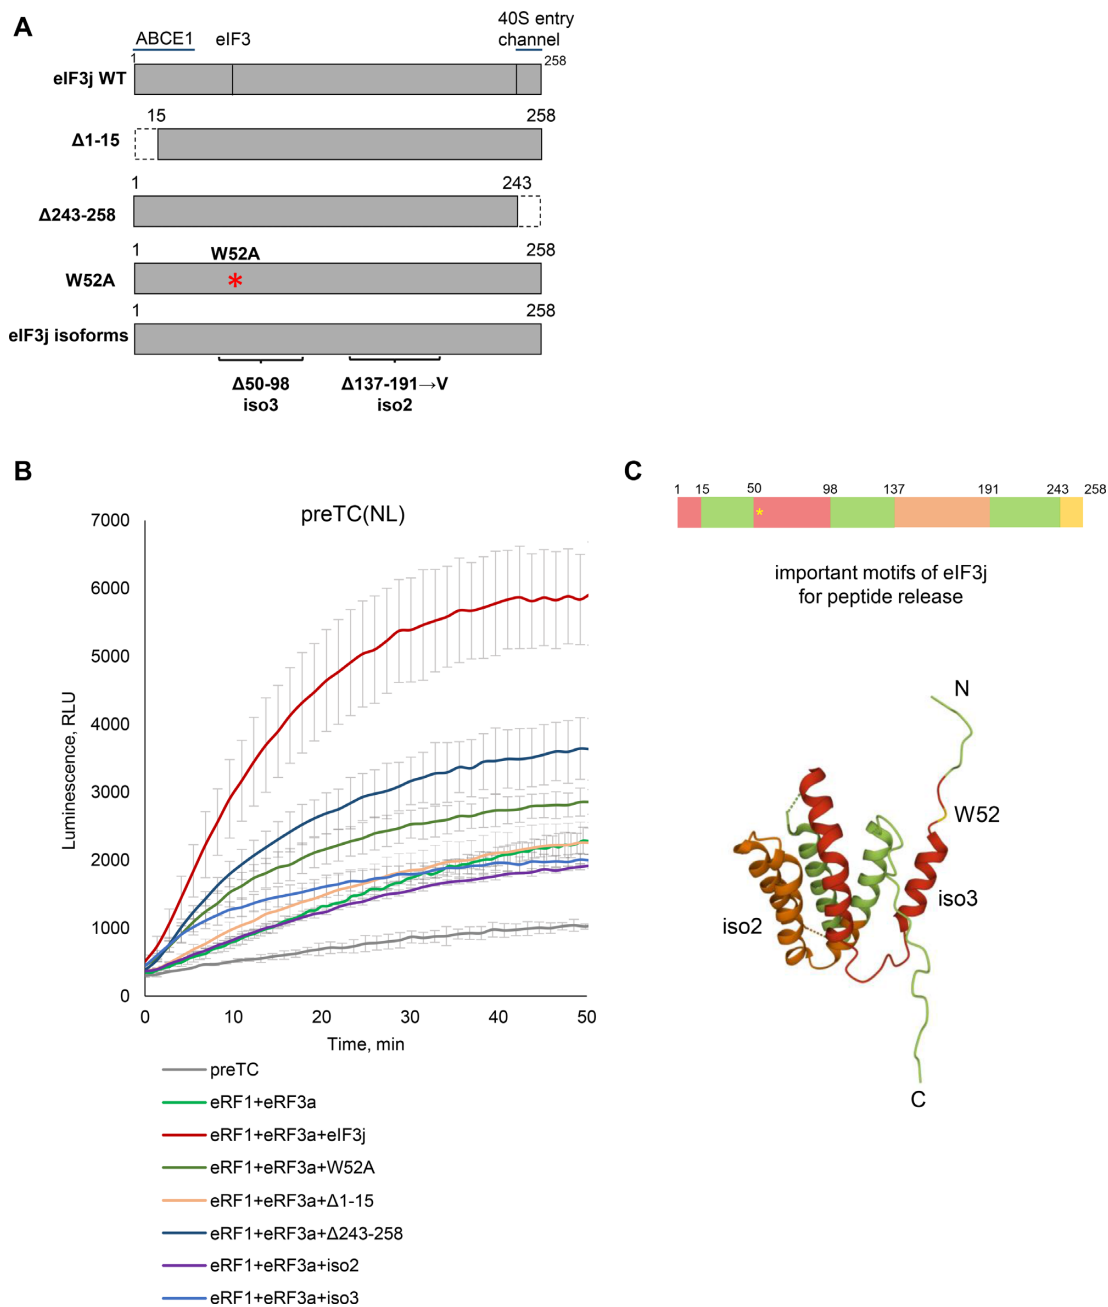 A
ABCE1
eIF3
40S entry
channel
1
258
eIF3j WT
15
258
Δ1-15
1
243
Δ243-258
1
W52A
258
W52A
*
1
258
eIF3j isoforms
Δ50-98
iso3
Δ137-191→V
iso2
B
preTC(NL)
7000
6000
5000
4000
3000
2000
1000
0
Luminescence, RLU
0
10
20
30
40
50
Time, min
preTC
eRF1+eRF3a
eRF1+eRF3a+eIF3j
eRF1+eRF3a+W52A
eRF1+eRF3a+Δ1-15
eRF1+eRF3a+Δ243-258
eRF1+eRF3a+iso2
eRF1+eRF3a+iso3
C
1
15
50
98
137
191
243
258
*
important motifs of eIF3j
for peptide release
N
W52
iso3
iso2
C